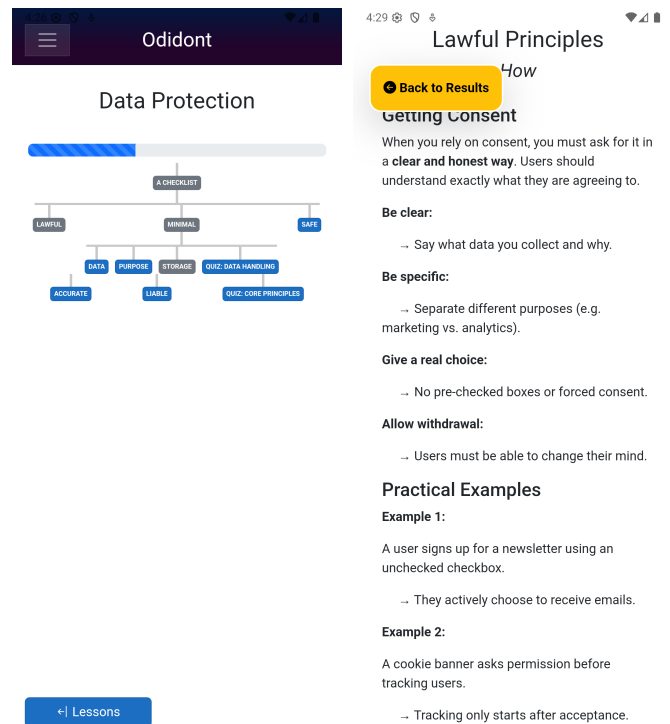 4:26
Odidont
Data Protection
A CHECKLIST
LAWFUL
MINIMAL
SAFE
DATA
PURPOSE
STORAGE
QUIZ: DATA HANDLING
ACCURATE
LIABLE
QUIZ: CORE PRINCIPLES
Lessons
4:29
Lawful Principles
How
Back to Results
Getting Consent
When you rely on consent, you must ask for it in
a clear and honest way. Users should
understand exactly what they are agreeing to.
Be clear:
→ Say what data you collect and why.
Be specific:
→ Separate different purposes (e.g.
marketing vs. analytics).
Give a real choice:
→ No pre-checked boxes or forced consent.
Allow withdrawal:
→ Users must be able to change their mind.
Practical Examples
Example 1:
A user signs up for a newsletter using an
unchecked checkbox.
→ They actively choose to receive emails.
Example 2:
A cookie banner asks permission before
tracking users.
→ Tracking only starts after acceptance.